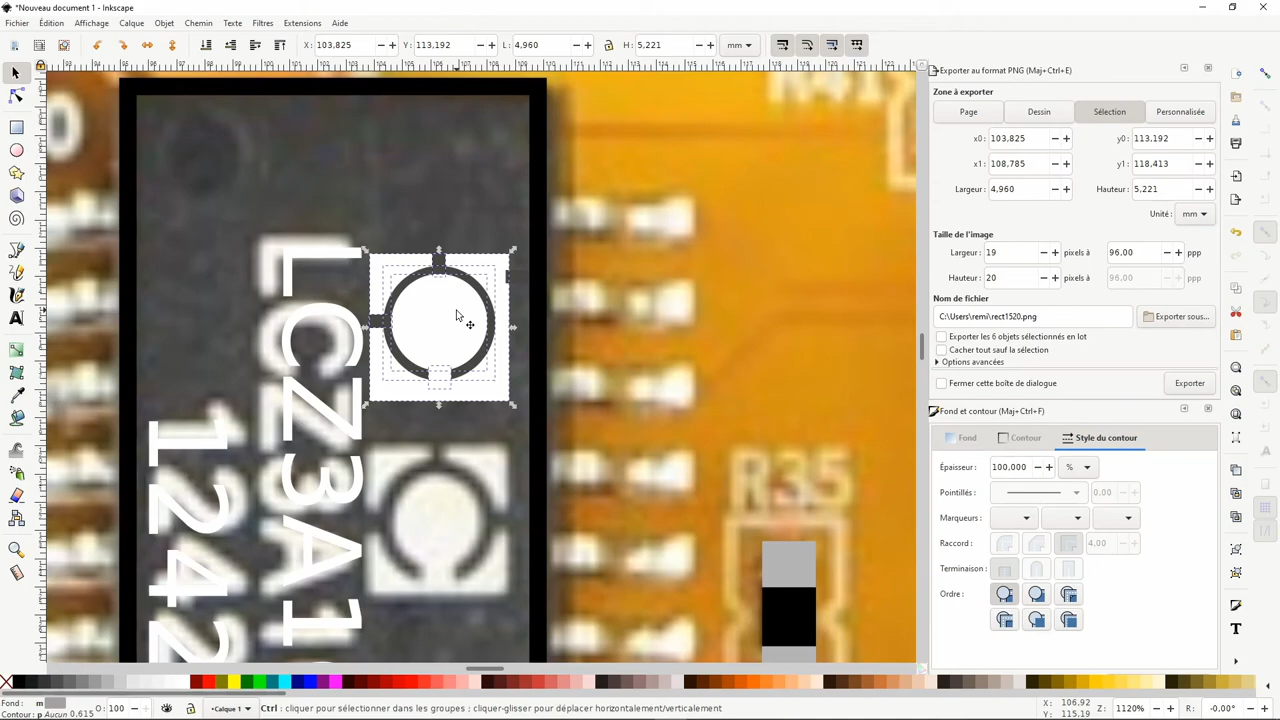 *Nouveau document 1 - Inkscape
Fichier Édition Affichage Calque Objet Chemin Texte Filtres Extensions Aide
X: 103,825 Y: 113,192 L: 4,960 H: 5,221 mm
Exporter au format PNG (Maj+Ctrl+E)
Zone à exporter
Page Dessin Sélection Personnalisée
x0: 103,825 y0: 113,192
x1: 108,785 y1: 118,413
Largeur: 4,960 Hauteur: 5,221
Unité : mm
Taille de l'image
Largeur: 19 pixels à 96,00 ppp
Hauteur : 20 pixels à 96,00 ppp
Nom de fichier
C:\Users\remi\rect1520.png Exporter sous...
Exporter les 6 objets sélectionnés en lot
Cacher tout sauf la sélection
Options avancées
Fermer cette boîte de dialogue Exporter
Fond et contour (Maj+Ctrl+F)
Fond Contour Style du contour
Épaisseur : 100,000 %
Pointillés : 0.00
Marqueurs :
Raccord : 4,00
Terminaison :
Ordre :
LCZ3A1
1242
R35
Fond : m
Contour : p Aucun 0,615
O: 100
•Calque 1
Ctrl : cliquer pour sélectionner dans les groupes ; cliquer-glisser pour déplacer horizontalement/verticalement
X: 106.92
Y: 115.19
Z: 1120%
R: -0.00°